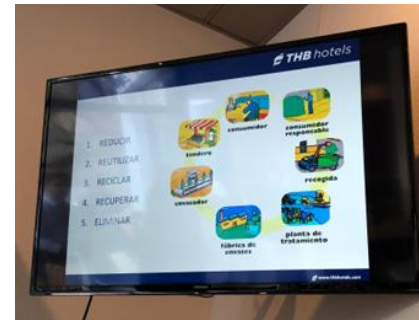 THB hotels
1. REDUCIR
2. REUTILIZAR
3. RECICLAR
4. RECUPERAR
5. ELIMINAR
consumidor
consumidor
responsable
recogida
planta de
tratamiento
fábrica de
envases
envasador
tendero
www.thbhotels.com